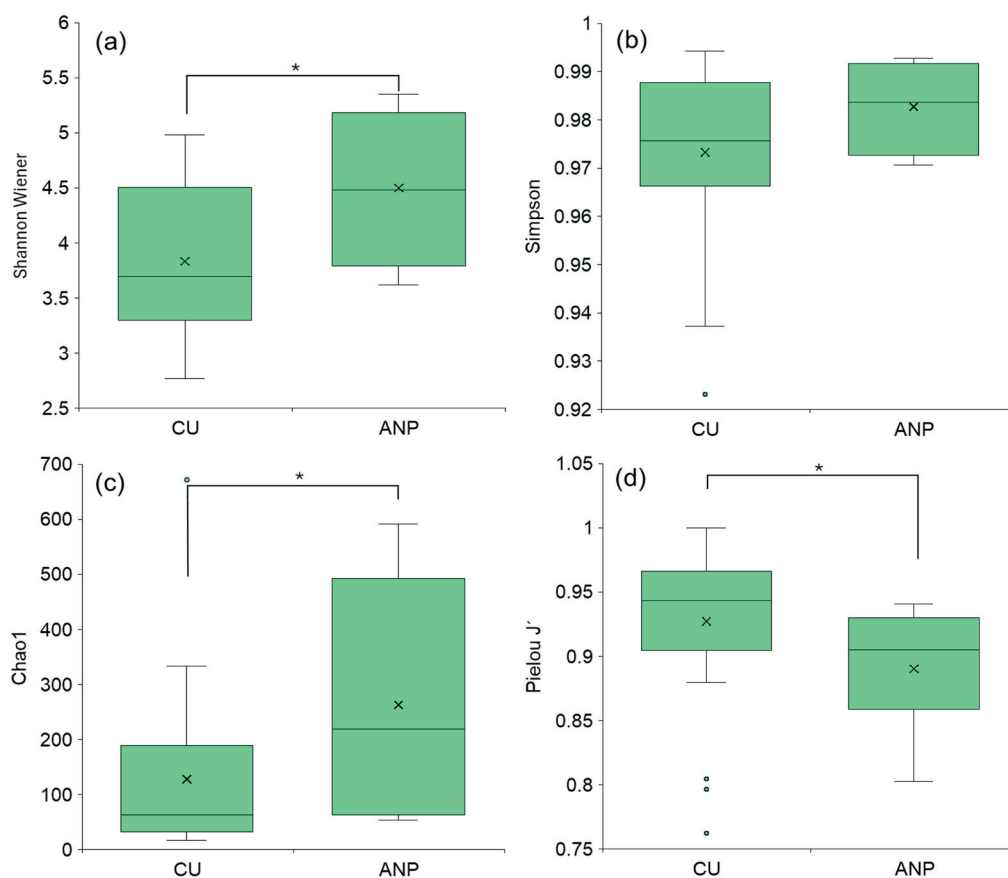 (a)
*
Shannon Wiener
6
5.5
5
4.5
4
3.5
3
2.5
CU
ANP
(b)
Simpson
1
0.99
0.98
0.97
0.96
0.95
0.94
0.93
0.92
CU
ANP
(c)
*
Chao1
700
600
500
400
300
200
100
0
CU
ANP
(d)
*
Pielou J´
1.05
1
0.95
0.9
0.85
0.8
0.75
CU
ANP